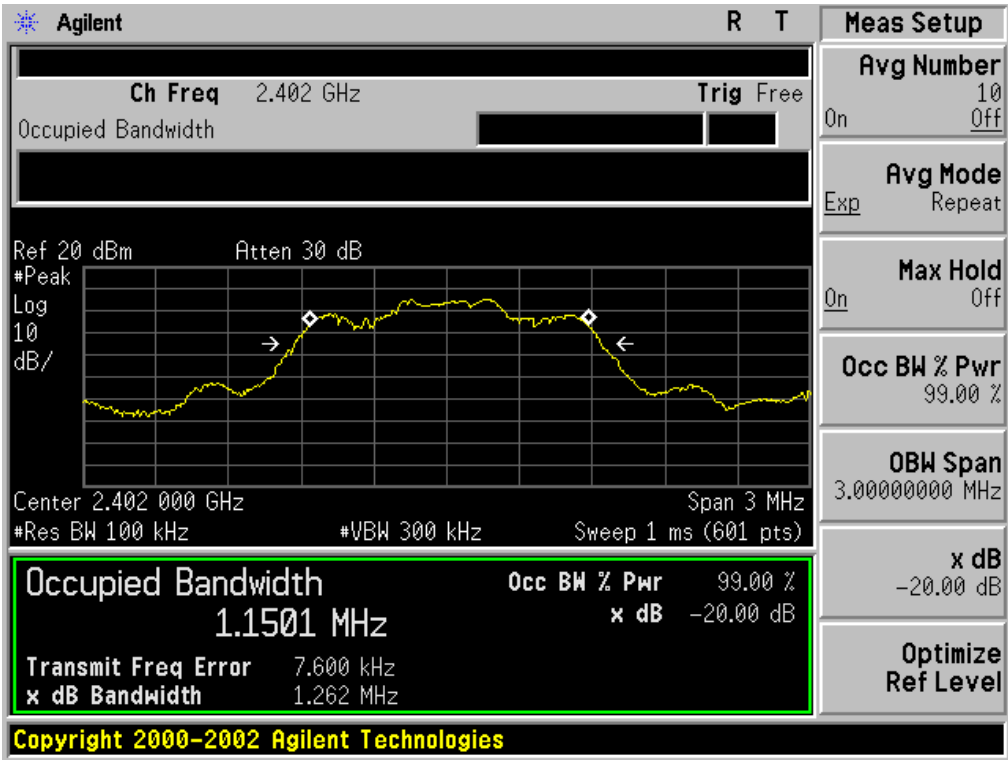 Agilent R T
Ch Freq 2.402 GHz Trig Free
Occupied Bandwidth
Ref 20 dBm Atten 30 dB
#Peak
Log
10
dB/
Center 2.402 000 GHz Span 3 MHz
#Res BW 100 kHz #VBW 300 kHz Sweep 1 ms (601 pts)
Occupied Bandwidth Occ BW % Pwr 99.00 %
1.1501 MHz x dB -20.00 dB
Transmit Freq Error 7.600 kHz
x dB Bandwidth 1.262 MHz
Copyright 2000-2002 Agilent Technologies
Meas Setup
Avg Number
10
On Off
Avg Mode
Exp Repeat
Max Hold
On Off
Occ BW % Pwr
99.00 %
OBW Span
3.00000000 MHz
x dB
-20.00 dB
Optimize
Ref Level